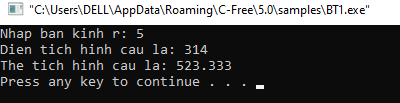 "C:\Users\DELL\AppData\Roaming\C-Free\5.0\samples\BT1.exe"
Nhap ban kinh r: 5
Dien tich hinh cau la: 314
The tich hinh cau la: 523.333
Press any key to continue . . .